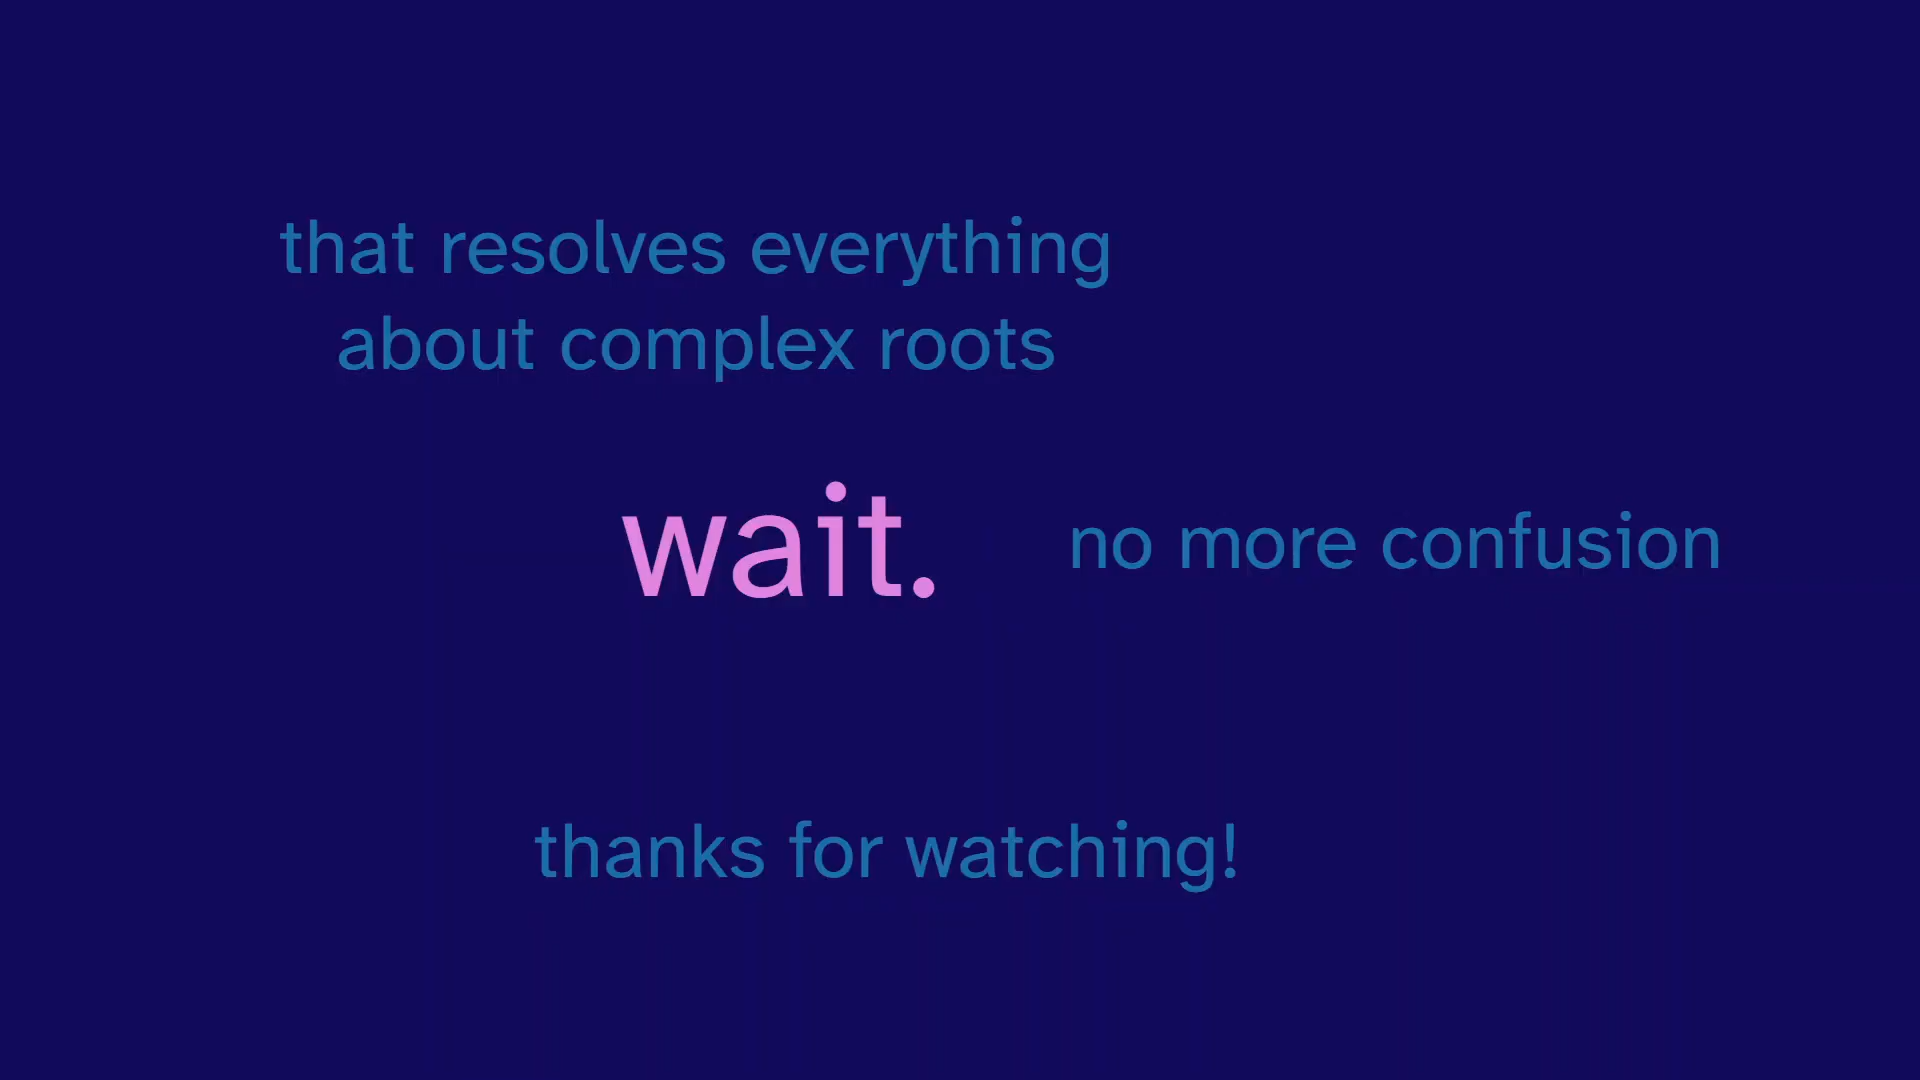 that resolves everything
about complex roots
wait.
no more confusion
thanks for watching!